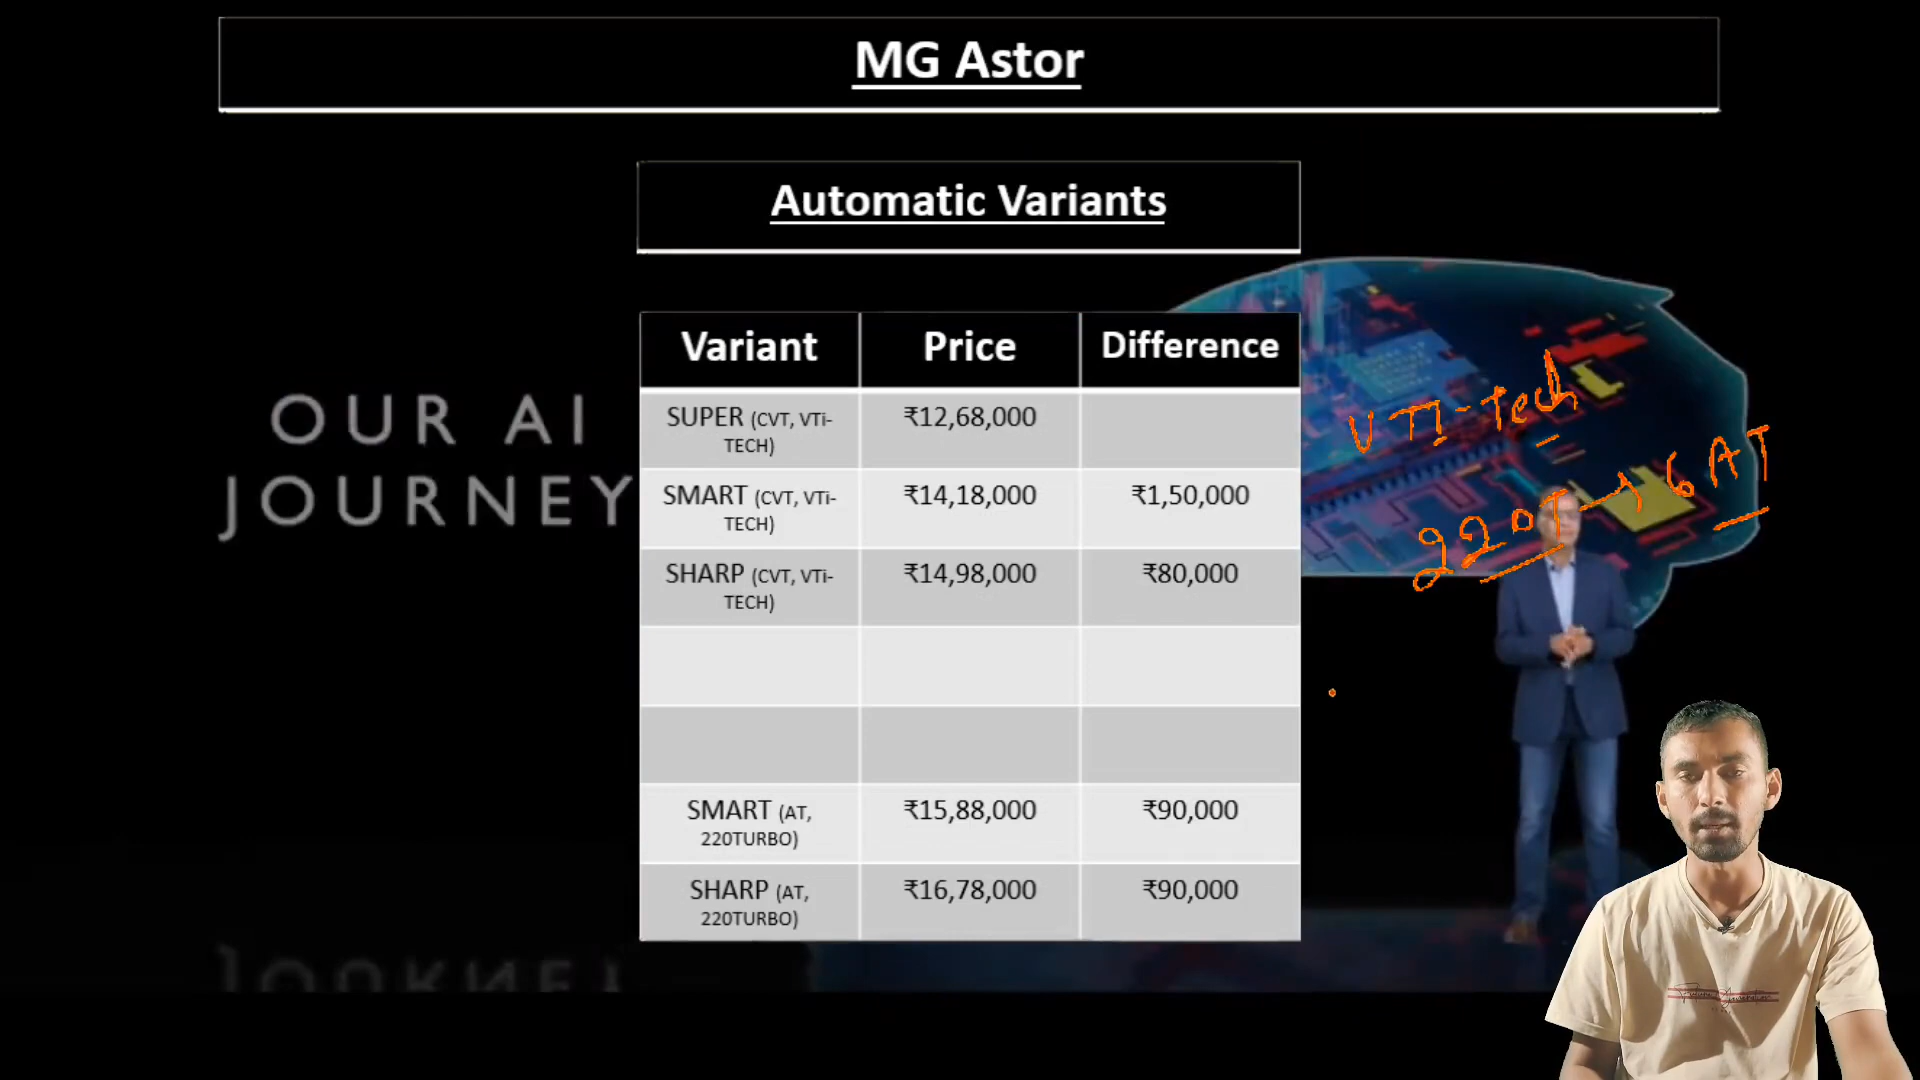 MG Astor
Automatic Variants
OUR AI
JOURNEY
Variant Price Difference
SUPER (CVT, VTi-
TECH) ₹12,68,000
SMART (CVT, VTi-
TECH) ₹14,18,000 ₹1,50,000
SHARP (CVT, VTi-
TECH) ₹14,98,000 ₹80,000
SMART (AT,
220TURBO) ₹15,88,000 ₹90,000
SHARP (AT,
220TURBO) ₹16,78,000 ₹90,000
VTI-tech
220T → 6 AT